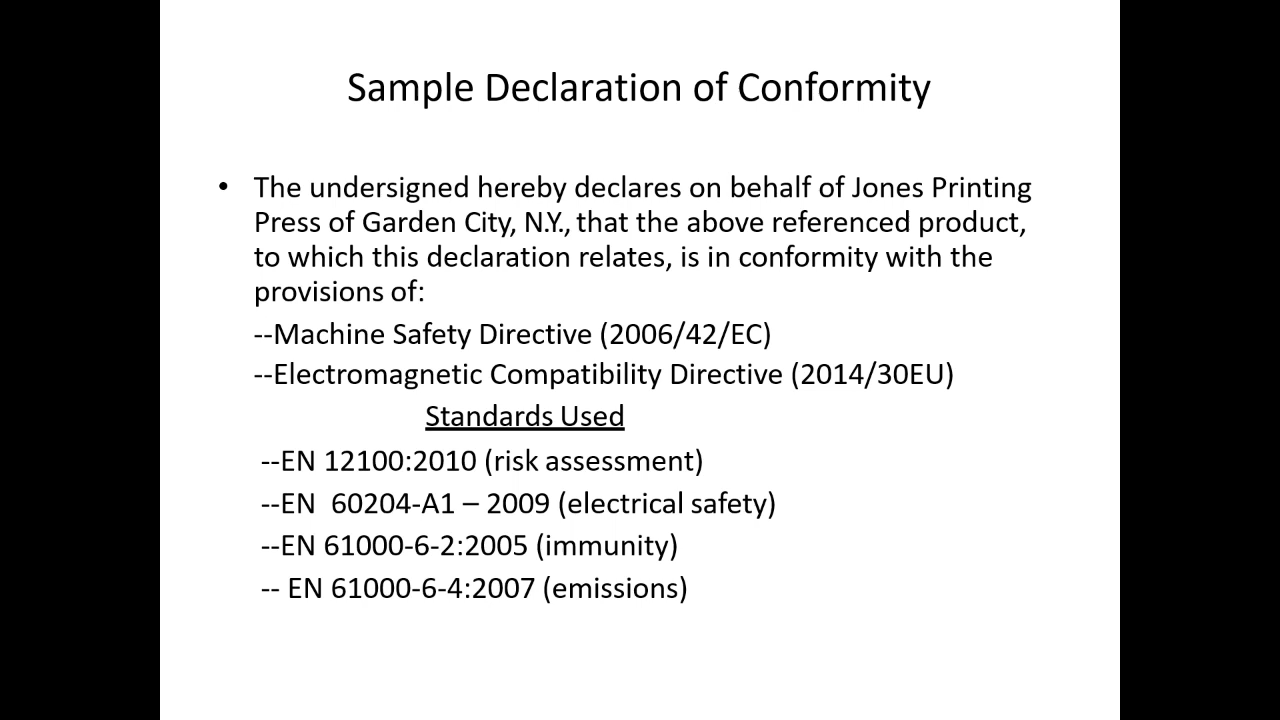 Sample Declaration of Conformity
• The undersigned hereby declares on behalf of Jones Printing
Press of Garden City, N.Y., that the above referenced product,
to which this declaration relates, is in conformity with the
provisions of:
--Machine Safety Directive (2006/42/EC)
--Electromagnetic Compatibility Directive (2014/30EU)
Standards Used
--EN 12100:2010 (risk assessment)
--EN  60204-A1 – 2009 (electrical safety)
--EN 61000-6-2:2005 (immunity)
-- EN 61000-6-4:2007 (emissions)